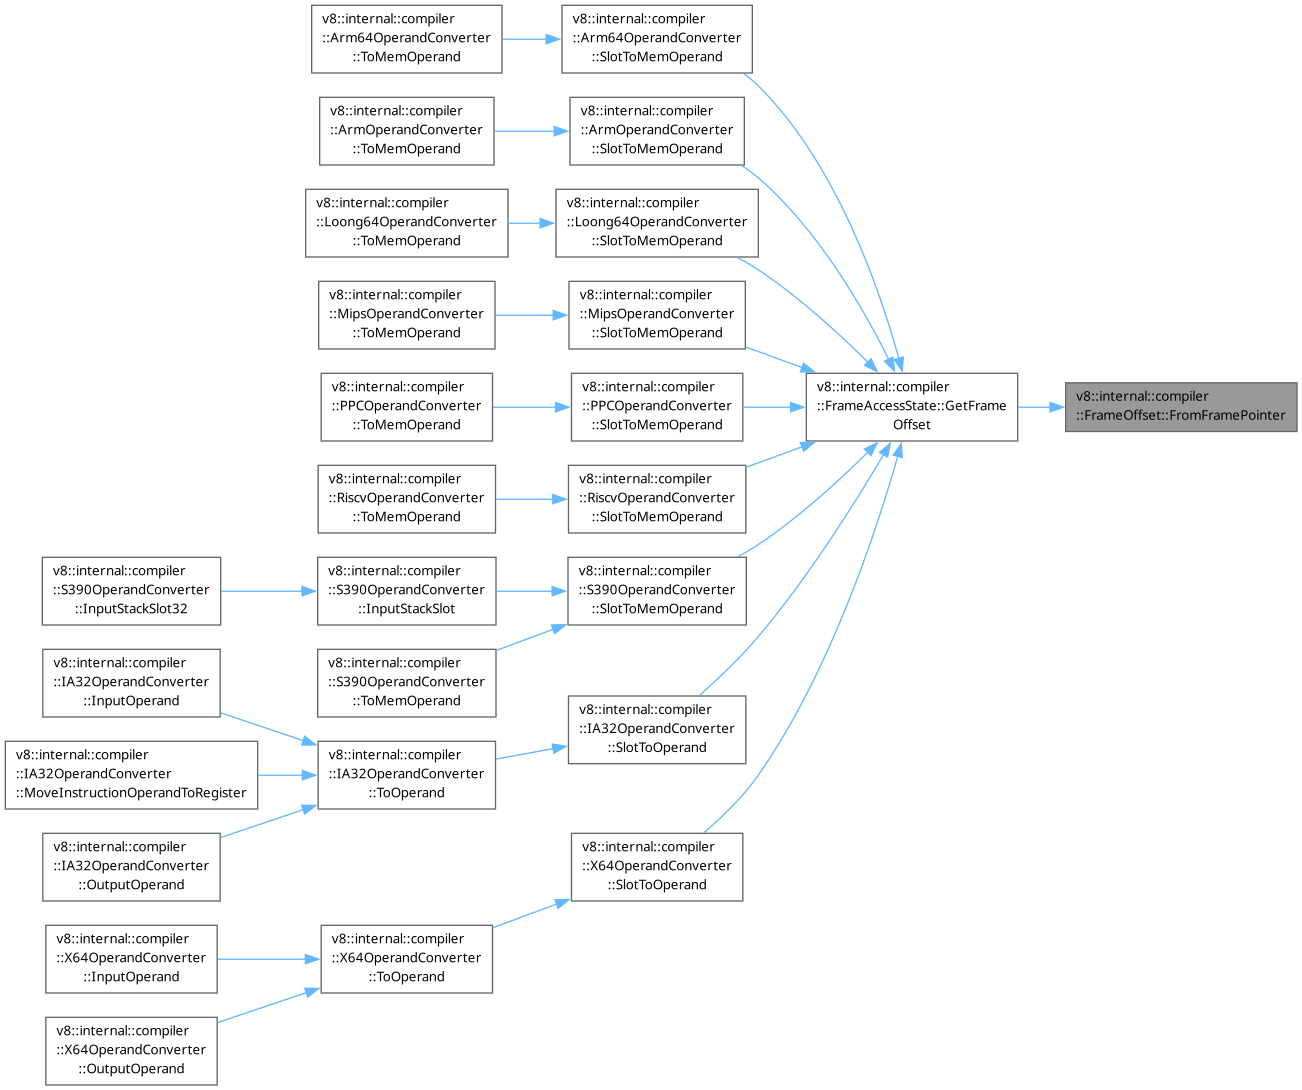 v8::internal::compiler
::Arm64OperandConverter
::ToMemOperand
v8::internal::compiler
::Arm64OperandConverter
::SlotToMemOperand
v8::internal::compiler
::ArmOperandConverter
::ToMemOperand
v8::internal::compiler
::ArmOperandConverter
::SlotToMemOperand
v8::internal::compiler
::Loong64OperandConverter
::ToMemOperand
v8::internal::compiler
::Loong64OperandConverter
::SlotToMemOperand
v8::internal::compiler
::MipsOperandConverter
::ToMemOperand
v8::internal::compiler
::MipsOperandConverter
::SlotToMemOperand
v8::internal::compiler
::PPCOperandConverter
::ToMemOperand
v8::internal::compiler
::PPCOperandConverter
::SlotToMemOperand
v8::internal::compiler
::FrameAccessState::GetFrame
Offset
v8::internal::compiler
::FrameOffset::FromFramePointer
v8::internal::compiler
::RiscvOperandConverter
::ToMemOperand
v8::internal::compiler
::RiscvOperandConverter
::SlotToMemOperand
v8::internal::compiler
::S390OperandConverter
::InputStackSlot32
v8::internal::compiler
::S390OperandConverter
::InputStackSlot
v8::internal::compiler
::S390OperandConverter
::SlotToMemOperand
v8::internal::compiler
::IA32OperandConverter
::InputOperand
v8::internal::compiler
::S390OperandConverter
::ToMemOperand
v8::internal::compiler
::IA32OperandConverter
::SlotToOperand
v8::internal::compiler
::IA32OperandConverter
::MoveInstructionOperandToRegister
v8::internal::compiler
::IA32OperandConverter
::ToOperand
v8::internal::compiler
::IA32OperandConverter
::OutputOperand
v8::internal::compiler
::X64OperandConverter
::SlotToOperand
v8::internal::compiler
::X64OperandConverter
::InputOperand
v8::internal::compiler
::X64OperandConverter
::ToOperand
v8::internal::compiler
::X64OperandConverter
::OutputOperand